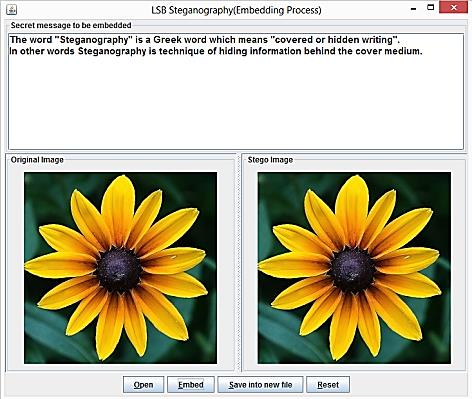 LSB Steganography(Embedding Process)
Secret message to be embedded
The word "Steganography" is a Greek word which means "covered or hidden writing".
In other words Steganography is technique of hiding information behind the cover medium.
Original Image
Stego Image
Open
Embed
Save into new file
Reset